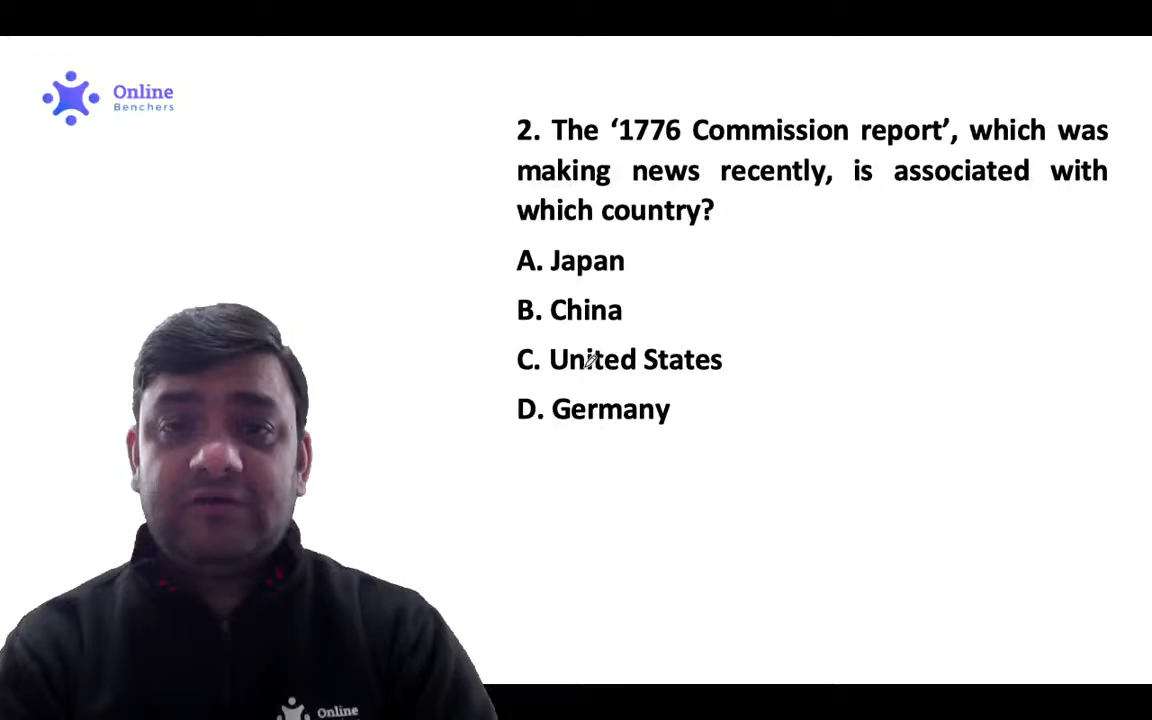 Online
Benchers
2. The ‘1776 Commission report’, which was
making news recently, is associated with
which country?
A. Japan
B. China
C. United States
D. Germany
Online